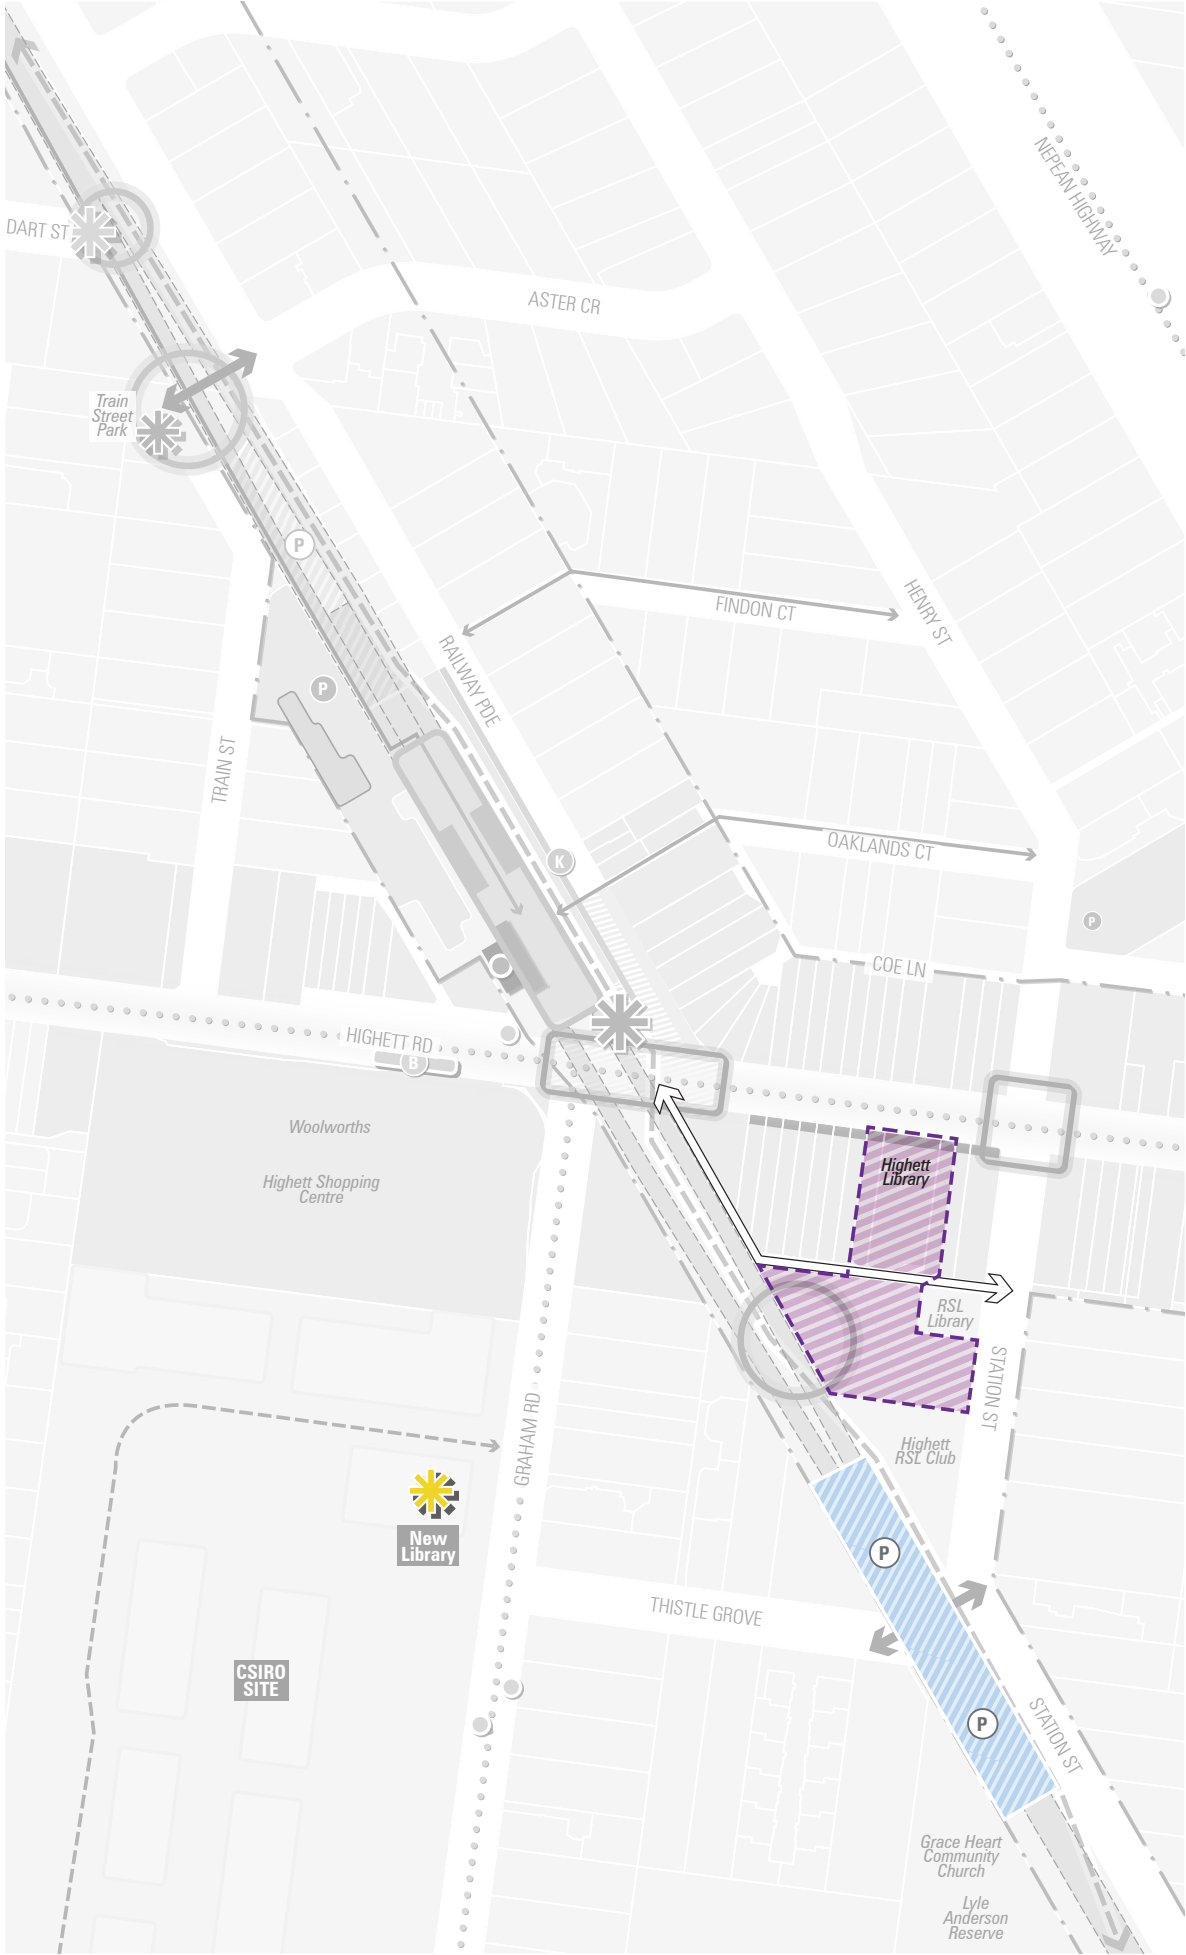 NEPEAN HIGHWAY
DART ST
ASTER CR
Train
Street
Park
P
FINDON CT
HENRY ST
RAILWAY PDE
P
TRAIN ST
OAKLANDS CT
K
P
COE LN
HIGHETT RD
B
Woolworths
Highett Shopping
Centre
Highett
Library
RSL
Library
STATION ST
GRAHAM RD
Highett
RSL Club
New
Library
P
THISTLE GROVE
CSIRO
SITE
P
STATION ST
Grace Heart
Community
Church
Lyle
Anderson
Reserve